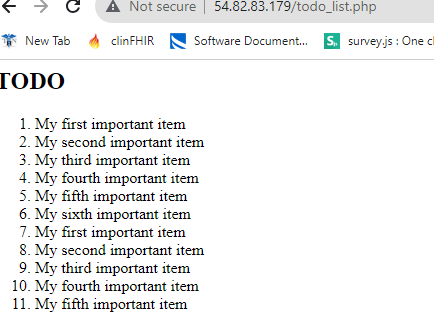 Not secure | 54.82.83.179/todo_list.php
New Tab clinFHIR Software Document... survey.js : One cl
TODO
1. My first important item
2. My second important item
3. My third important item
4. My fourth important item
5. My fifth important item
6. My sixth important item
7. My first important item
8. My second important item
9. My third important item
10. My fourth important item
11. My fifth important item